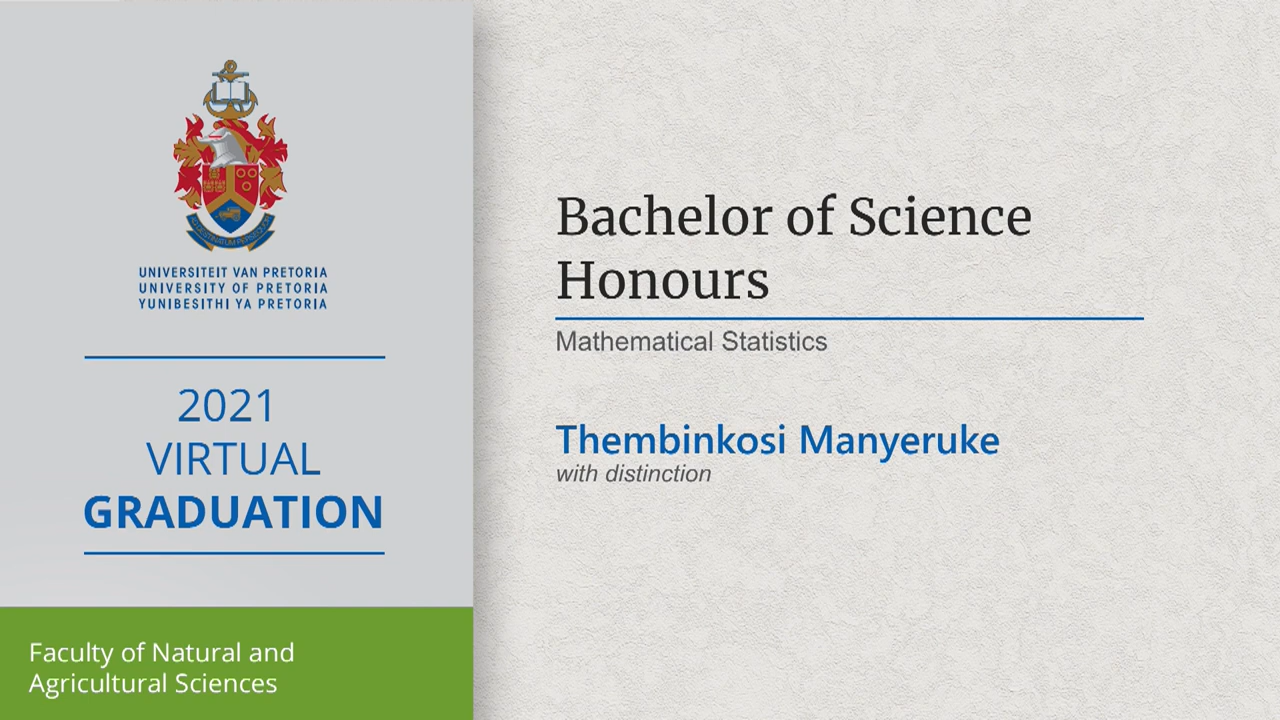 UNIVERSITEIT VAN PRETORIA
UNIVERSITY OF PRETORIA
YUNIBESITHI YA PRETORIA
2021
VIRTUAL
GRADUATION
Faculty of Natural and
Agricultural Sciences
Bachelor of Science
Honours
Mathematical Statistics
Thembinkosi Manyeruke
with distinction